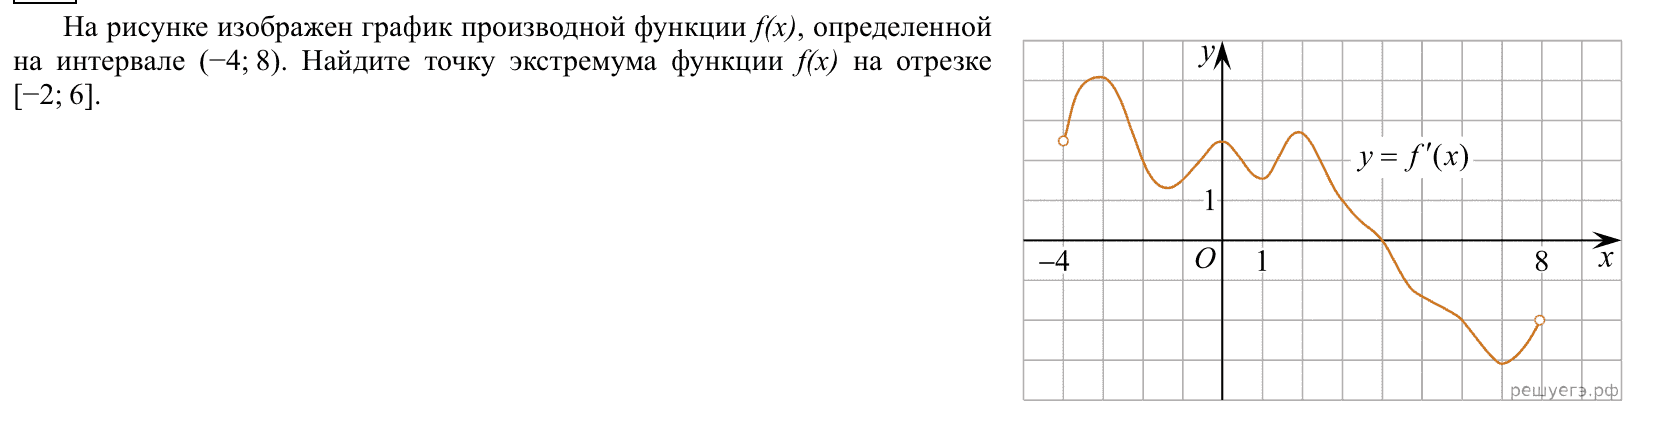 На рисунке изображен график производной функции f(x), определенной
на интервале (−4; 8). Найдите точку экстремума функции f(x) на отрезке
[−2; 6].
y
y = f ′(x)
1
−4
O
1
8
x
решуегэ.рф